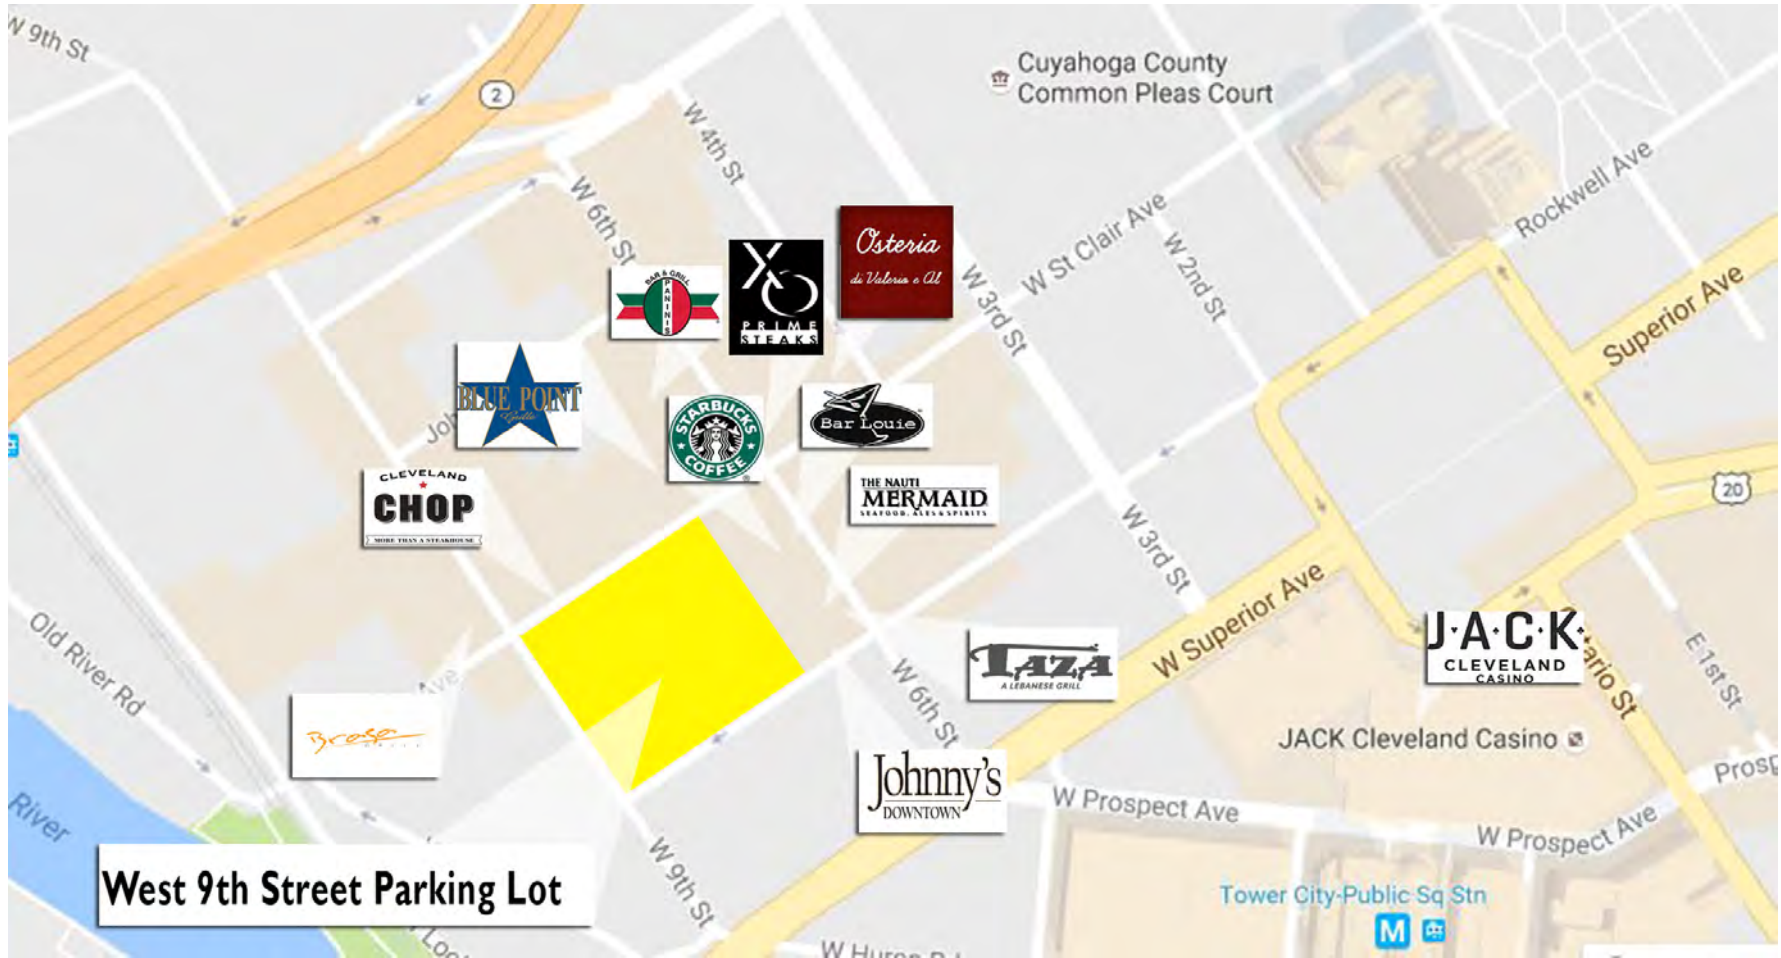 W 9th St
2
Cuyahoga County
Common Pleas Court
W 4th St
W 6th St
Rockwell Ave
W St Clair Ave
W 2nd St
W 3rd St
Superior Ave
Osteria
di Valerio e Al
XO
PRIME
STEAKS
BAR & GRILL
PANINIS
BLUE POINT
Grille
STARBUCKS
COFFEE
Bar Louie
CLEVELAND
CHOP
MORE THAN A STEAKHOUSE
THE NAUTI
MERMAID
SEAFOOD, ALES & SPIRITS
20
W 3rd St
W Superior Ave
Old River Rd
Ave
Brasa
GRILL
TAZA
A LEBANESE GRILL
W 6th St
J·A·C·K
CLEVELAND
CASINO
E 1st St
JACK Cleveland Casino
Johnny's
DOWNTOWN
W Prospect Ave
W Prospect Ave
River
West 9th Street Parking Lot
W 9th St
Tower City-Public Sq Stn
M